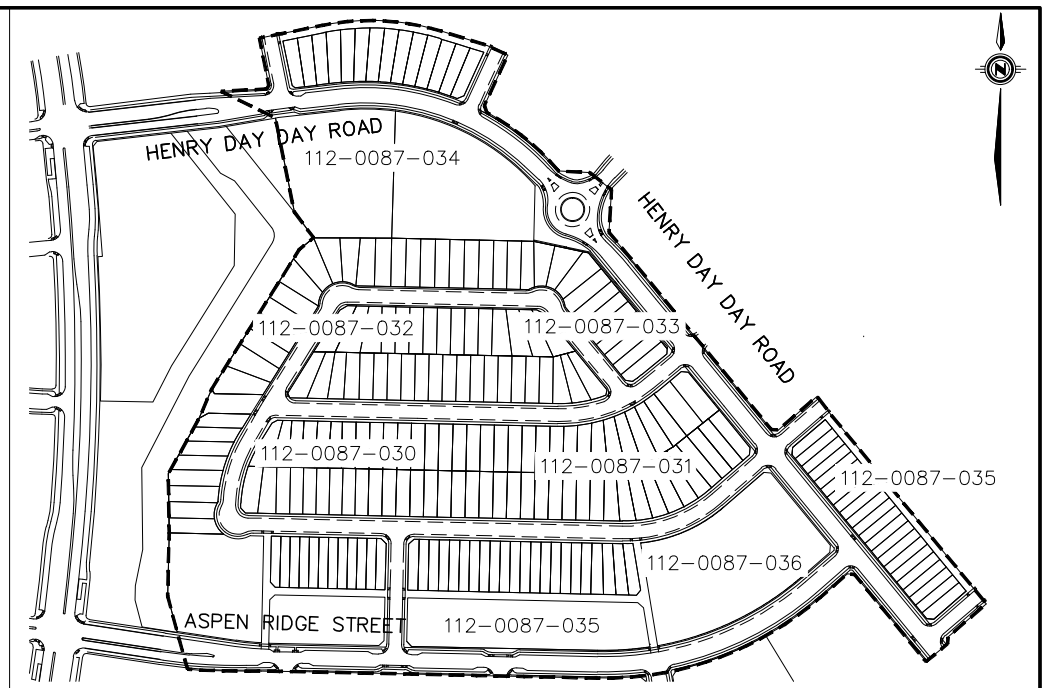 N
HENRY DAY DAY ROAD
112-0087-034
HENRY DAY DAY ROAD
112-0087-032
112-0087-033
112-0087-030
112-0087-031
112-0087-035
112-0087-036
ASPEN RIDGE STREET
112-0087-035